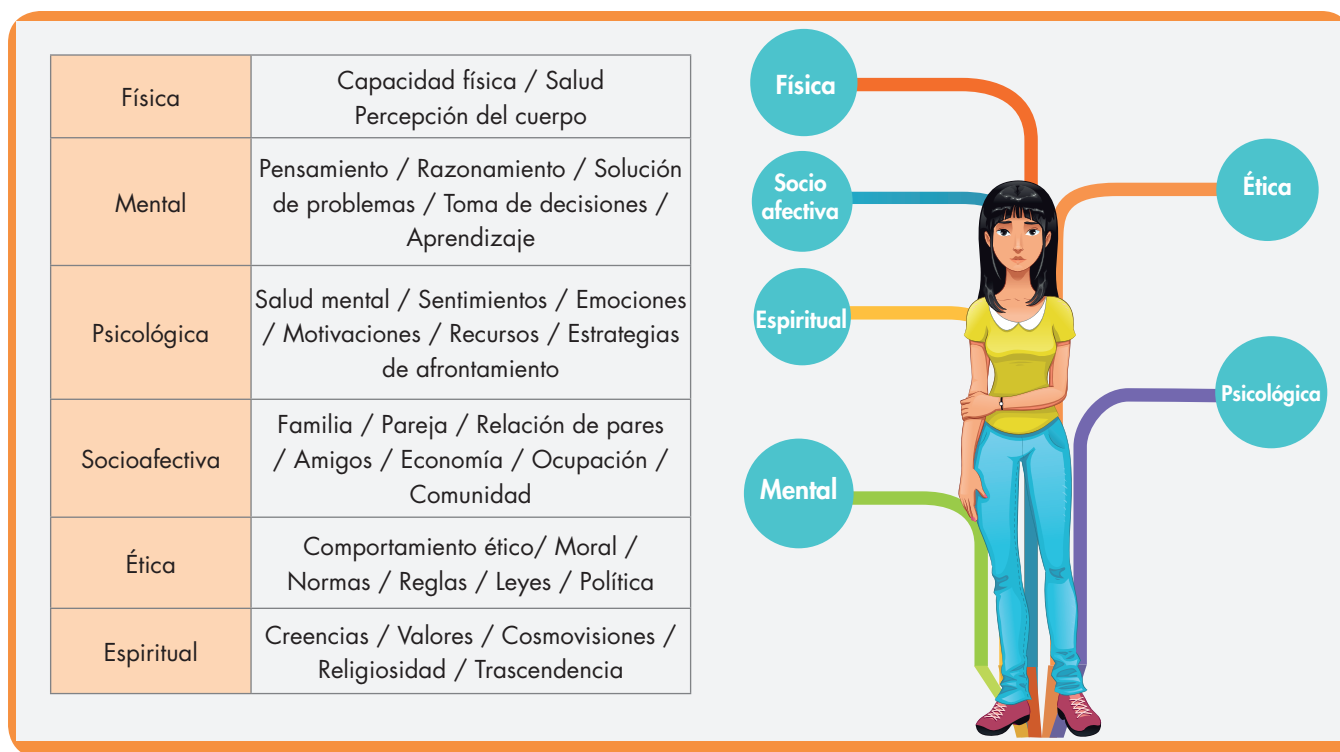 Física
Capacidad física / Salud
Percepción del cuerpo
Mental
Pensamiento / Razonamiento / Solución
de problemas / Toma de decisiones /
Aprendizaje
Psicológica
Salud mental / Sentimientos / Emociones
/ Motivaciones / Recursos / Estrategias
de afrontamiento
Socioafectiva
Familia / Pareja / Relación de pares
/ Amigos / Economía / Ocupación /
Comunidad
Ética
Comportamiento ético/ Moral /
Normas / Reglas / Leyes / Política
Espiritual
Creencias / Valores / Cosmovisiones /
Religiosidad / Trascendencia
Física
Socio
afectiva
Espiritual
Mental
Ética
Psicológica